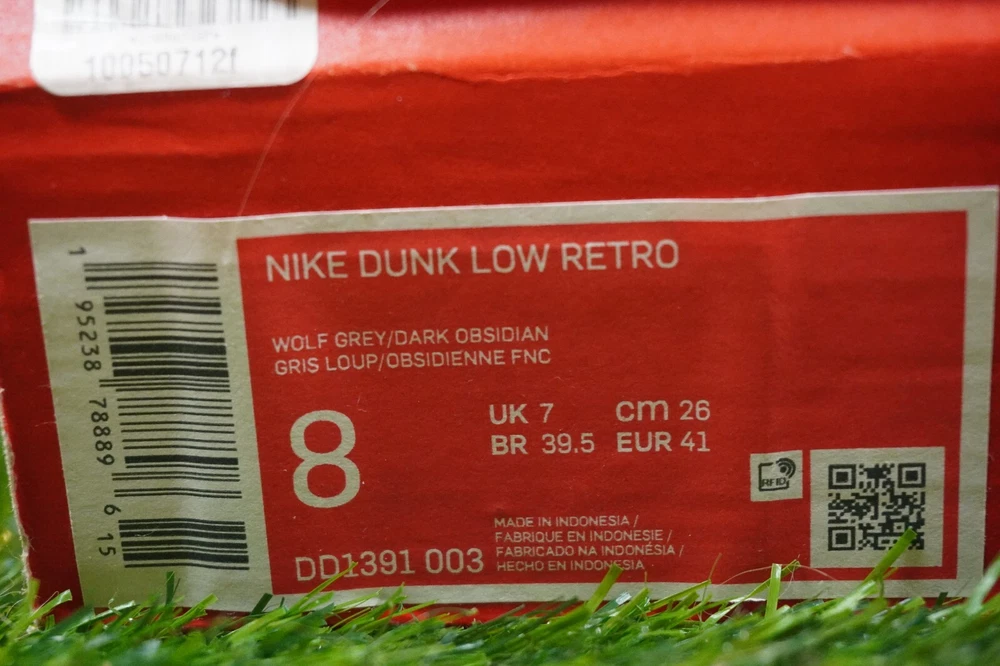 10050712f
NIKE DUNK LOW RETRO
WOLF GREY/DARK OBSIDIAN
GRIS LOUP/OBSIDIENNE FNC
8
UK 7 cm 26
BR 39.5 EUR 41
RFID
MADE IN INDONESIA /
FABRIQUE EN INDONESIE /
FABRICADO NA INDONÉSIA /
HECHO EN INDONESIA
DD1391 003
1 95238 78889 6 15